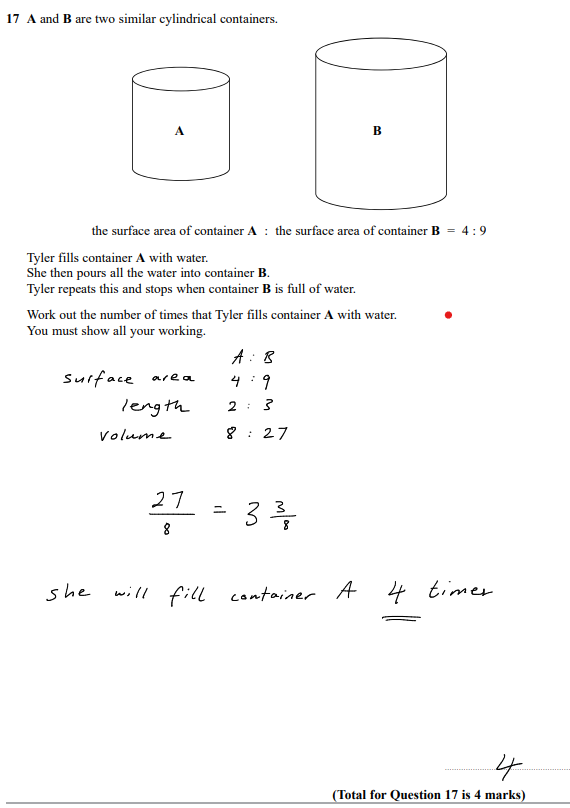 17 A and B are two similar cylindrical containers.
A
B
the surface area of container A : the surface area of container B = 4 : 9
Tyler fills container A with water.
She then pours all the water into container B.
Tyler repeats this and stops when container B is full of water.
Work out the number of times that Tyler fills container A with water.
You must show all your working.
A : B
surface area 4 : 9
length 2 : 3
volume 8 : 27
27/8 = 3 3/8
she will fill container A 4 times
4
(Total for Question 17 is 4 marks)